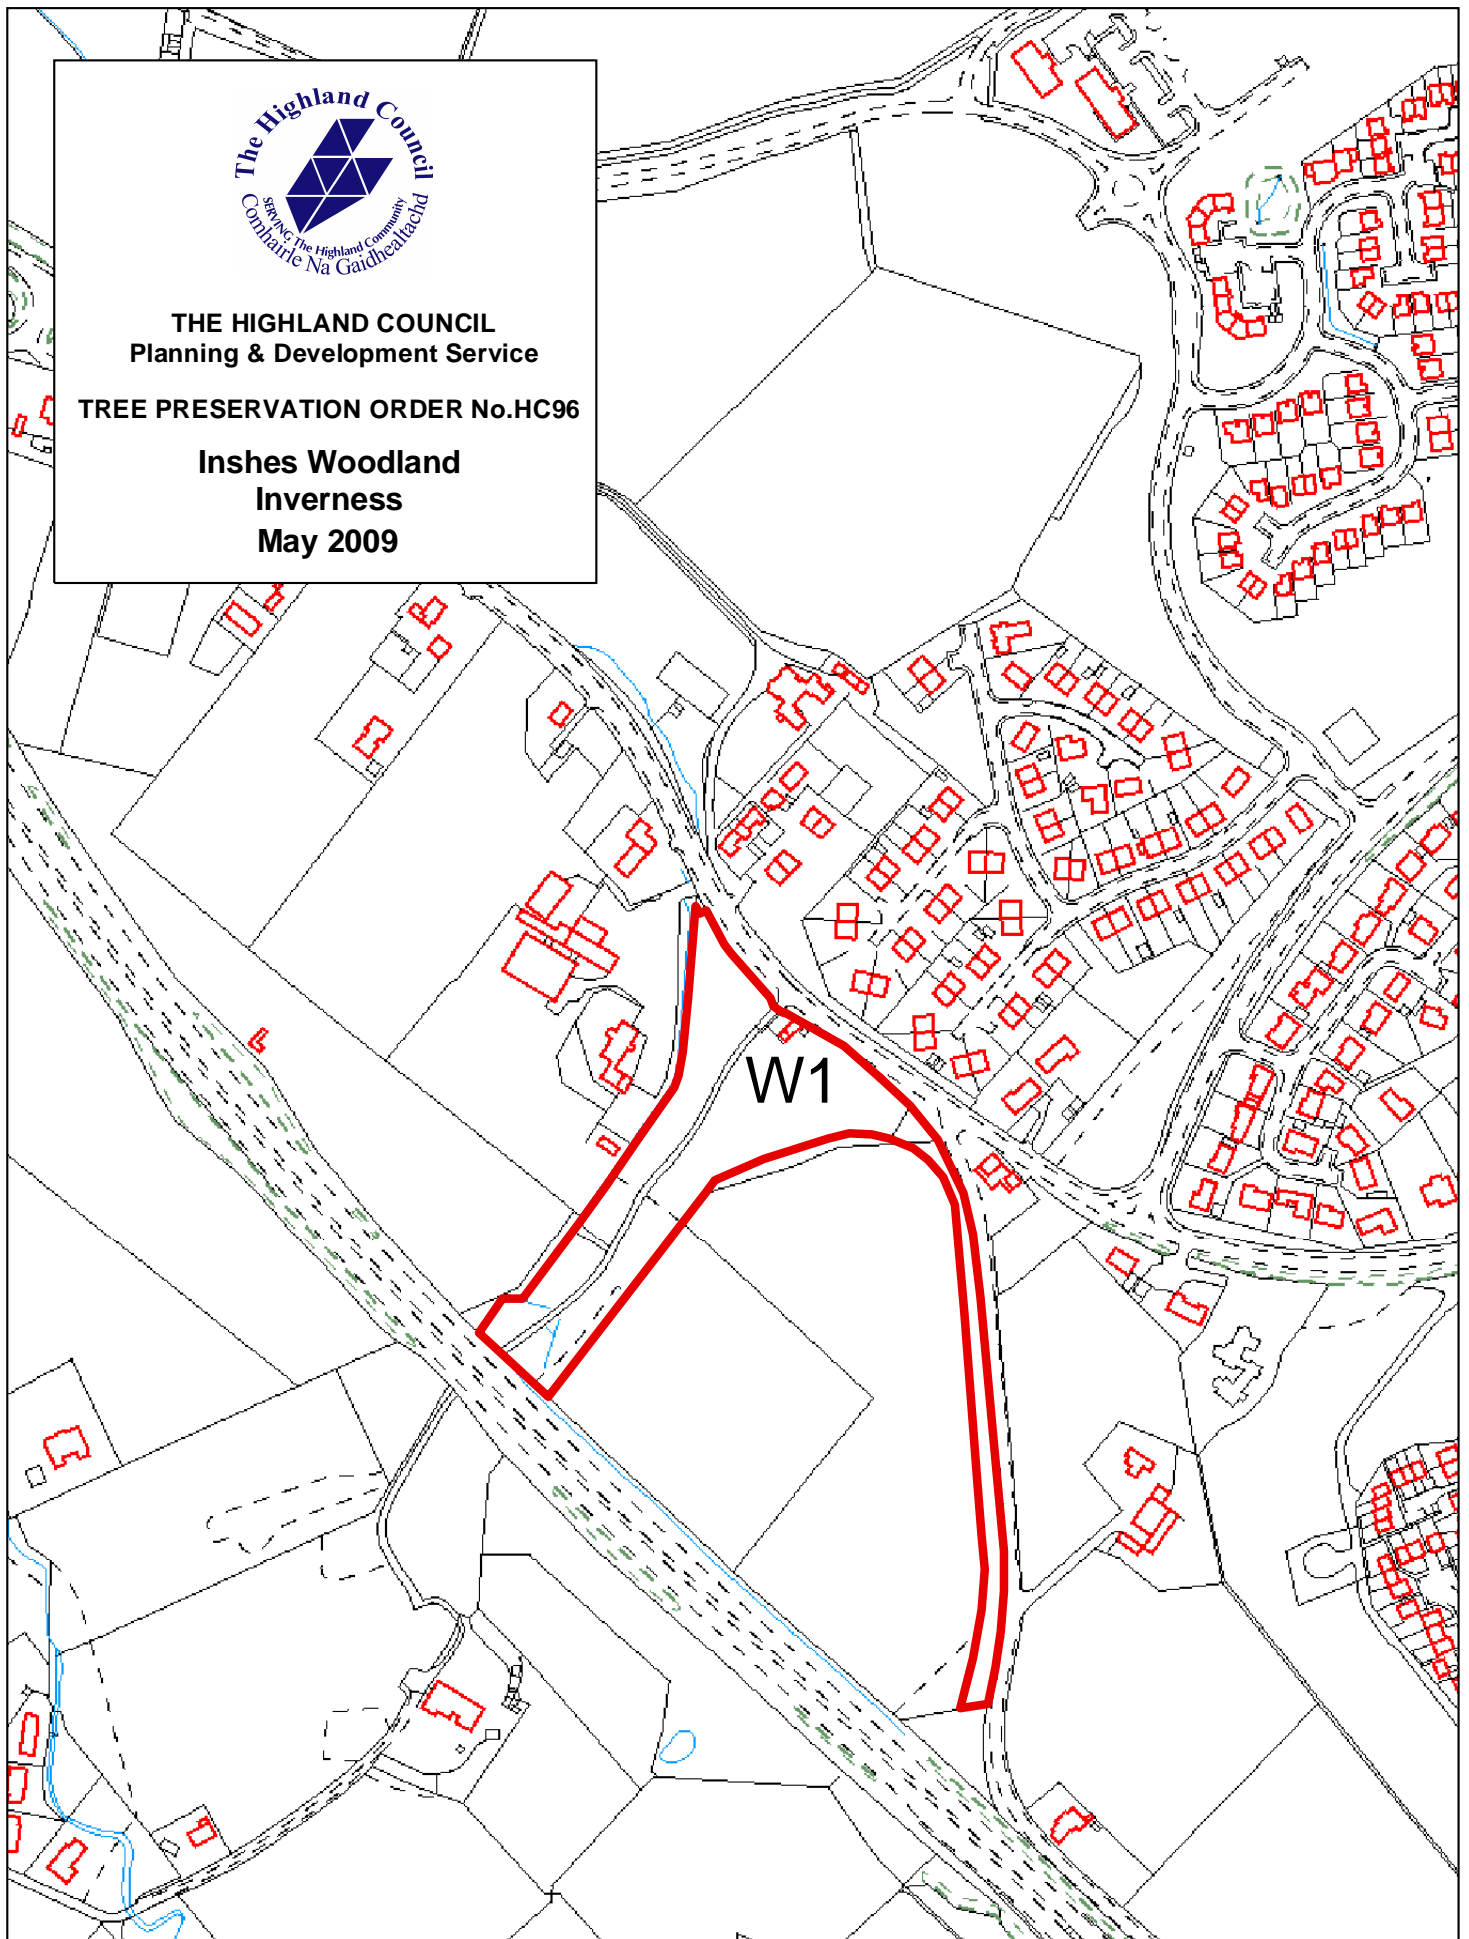 The Highland Council
SERVING The Highland Community
Comhairle Na Gaidhealtachd
THE HIGHLAND COUNCIL
Planning & Development Service
TREE PRESERVATION ORDER No.HC96
Inshes Woodland
Inverness
May 2009
W1